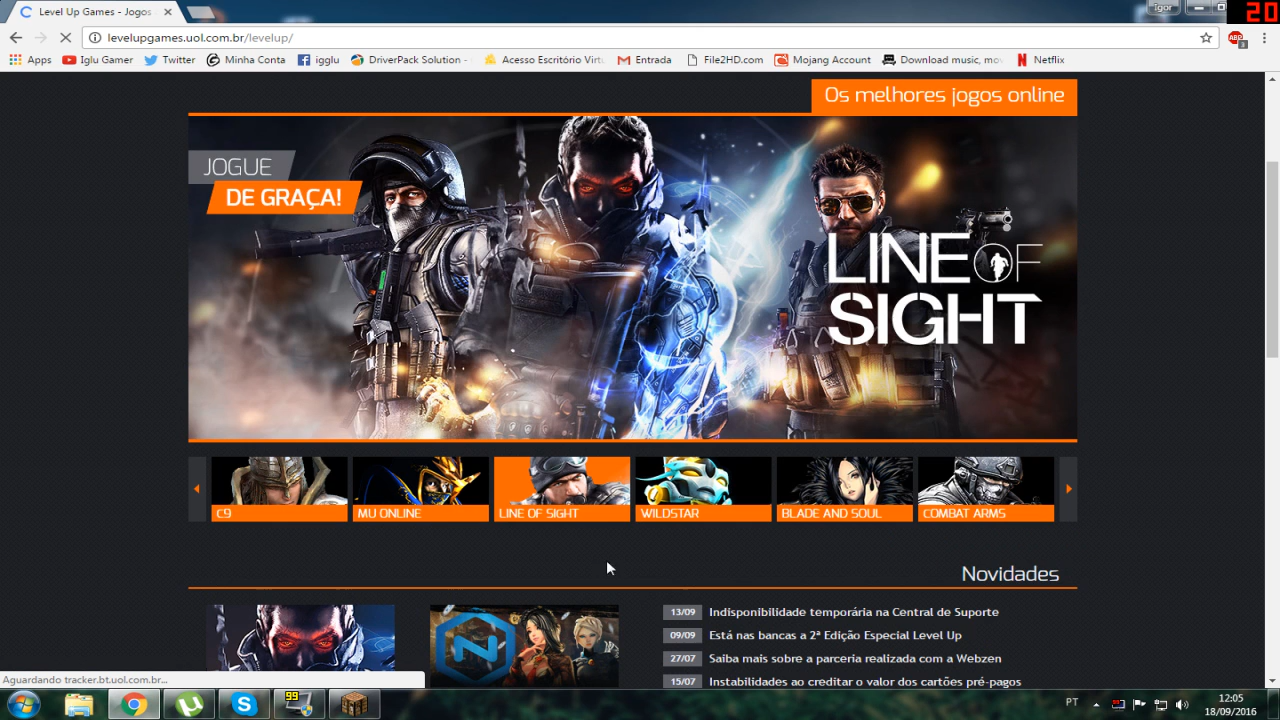 Level Up Games - Jogos
Igor
20
levelupgames.uol.com.br/levelup/
ABP
3
Apps
Iglu Gamer
Twitter
Minha Conta
igglu
DriverPack Solution -
Acesso Escritório Virtu
Entrada
File2HD.com
Mojang Account
Download music, mov
Netflix
Os melhores jogos online
JOGUE
DE GRAÇA!
LINE OF
SIGHT
C9
MU ONLINE
LINE OF SIGHT
WILDSTAR
BLADE AND SOUL
COMBAT ARMS
Novidades
13/09 Indisponibilidade temporária na Central de Suporte
09/09 Está nas bancas a 2ª Edição Especial Level Up
27/07 Saiba mais sobre a parceria realizada com a Webzen
15/07 Instabilidades ao creditar o valor dos cartões pré-pagos
Aguardando tracker.bt.uol.com.br...
99
PT
12:05
18/09/2016